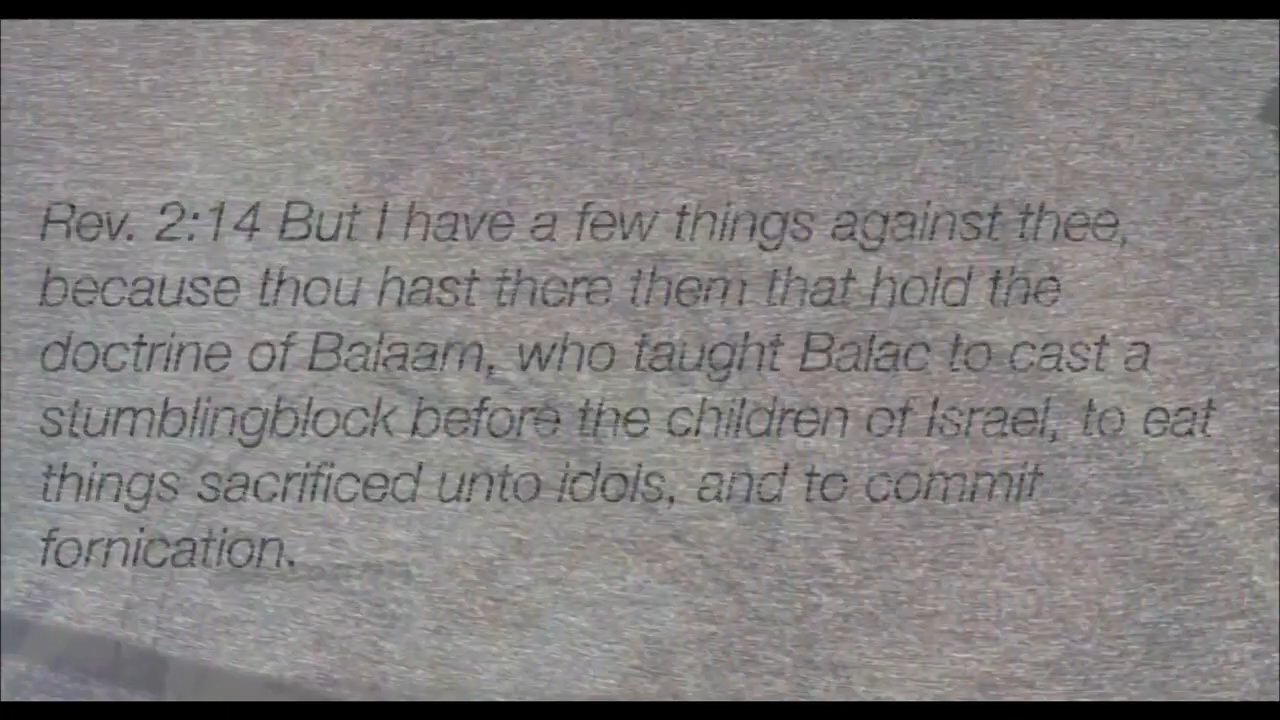 Rev. 2:14 But I have a few things against thee,
because thou hast there them that hold the
doctrine of Balaam, who taught Balac to cast a
stumblingblock before the children of Israel, to eat
things sacrificed unto idols, and to commit
fornication.